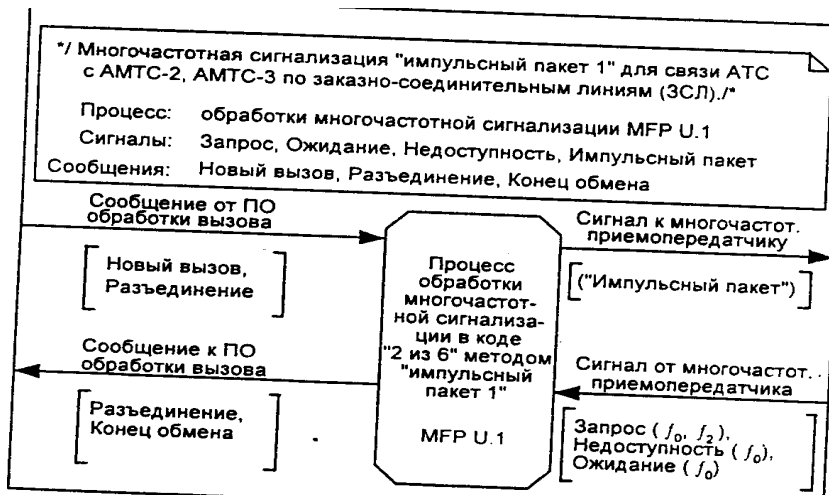 */ Многочастотная сигнализация "импульсный пакет 1" для связи АТС
с АМТС-2, АМТС-3 по заказно-соединительным линиям (ЗСЛ)./*
Процесс: обработки многочастотной сигнализации MFP U.1
Сигналы: Запрос, Ожидание, Недоступность, Импульсный пакет
Сообщения: Новый вызов, Разъединение, Конец обмена
Сообщение от ПО
обработки вызова
Новый вызов,
Разъединение
Сообщение к ПО
обработки вызова
Разъединение,
Конец обмена
Процесс
обработки
многочастот-
ной сигнализа-
ции в коде
"2 из 6" методом
"импульсный
пакет 1"
MFP U.1
Сигнал к многочастот.
приемопередатчику
("Импульсный пакет")
Сигнал от многочастот.
приемопередатчика
Запрос ( f₀, f₂ ),
Недоступность ( f₀),
Ожидание ( f₀)